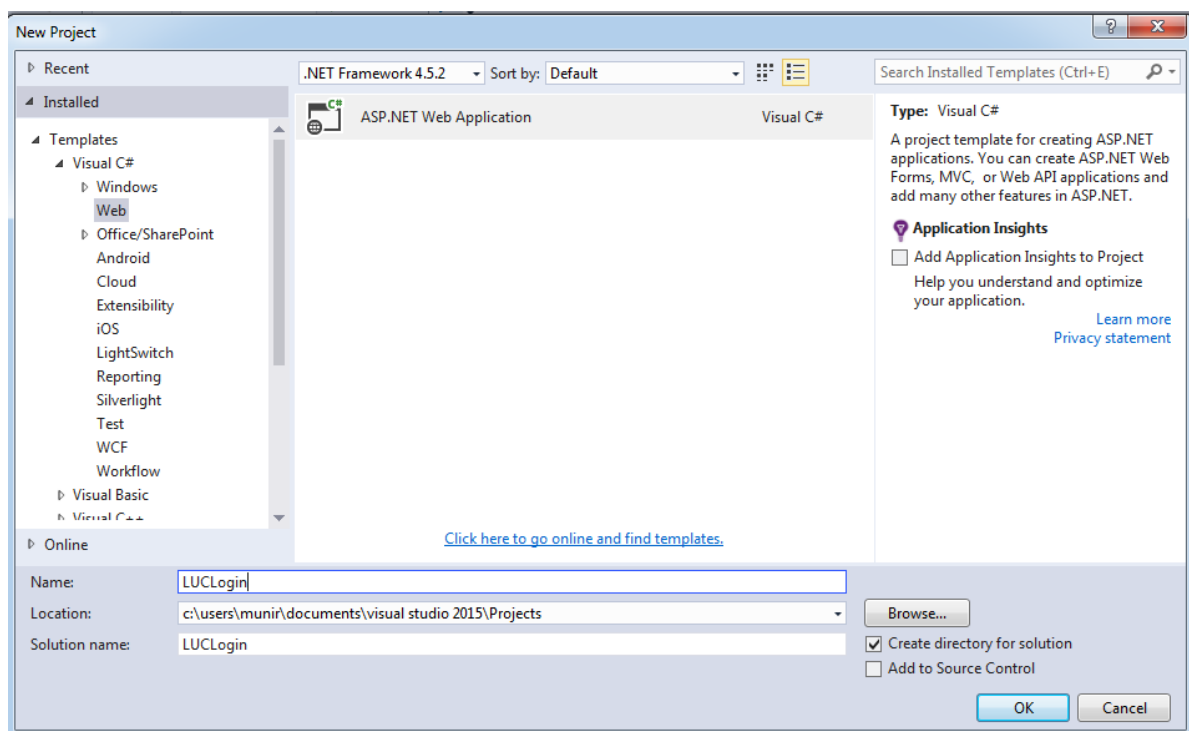 New Project
Recent
.NET Framework 4.5.2
Sort by: Default
Search Installed Templates (Ctrl+E)
Installed
Templates
Visual C#
Windows
Web
Office/SharePoint
Android
Cloud
Extensibility
iOS
LightSwitch
Reporting
Silverlight
Test
WCF
Workflow
Visual Basic
Visual C++
Online
C#
ASP.NET Web Application
Visual C#
Click here to go online and find templates.
Type: Visual C#
A project template for creating ASP.NET
applications. You can create ASP.NET Web
Forms, MVC, or Web API applications and
add many other features in ASP.NET.
Application Insights
Add Application Insights to Project
Help you understand and optimize
your application.
Learn more
Privacy statement
Name: LUCLogin
Location: c:\users\munir\documents\visual studio 2015\Projects
Browse...
Solution name: LUCLogin
Create directory for solution
Add to Source Control
OK
Cancel